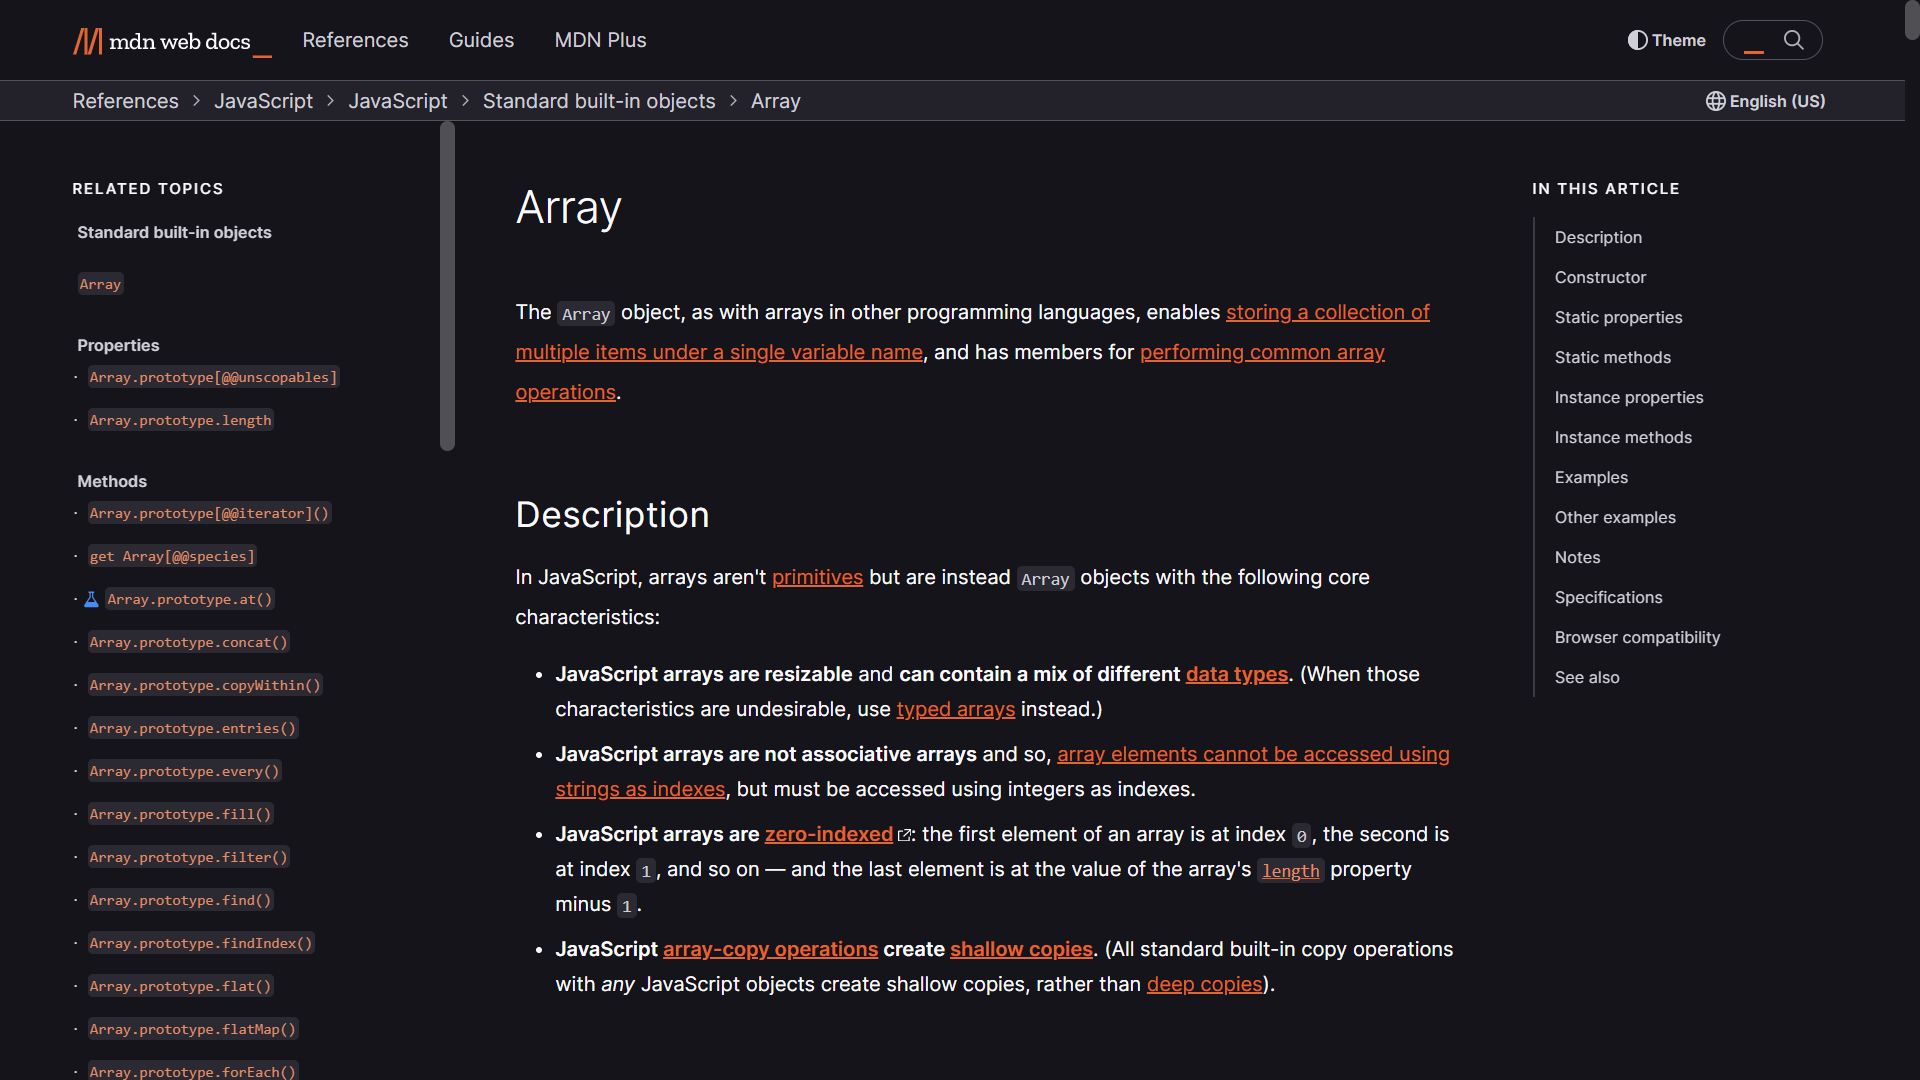 mdn web docs_
References
Guides
MDN Plus
Theme
References > JavaScript > JavaScript > Standard built-in objects > Array
English (US)
RELATED TOPICS
Standard built-in objects
Array
Properties
· Array.prototype[@@unscopables]
· Array.prototype.length
Methods
· Array.prototype[@@iterator]()
· get Array[@@species]
· Array.prototype.at()
· Array.prototype.concat()
· Array.prototype.copyWithin()
· Array.prototype.entries()
· Array.prototype.every()
· Array.prototype.fill()
· Array.prototype.filter()
· Array.prototype.find()
· Array.prototype.findIndex()
· Array.prototype.flat()
· Array.prototype.flatMap()
· Array.prototype.forEach()
Array
The Array object, as with arrays in other programming languages, enables storing a collection of
multiple items under a single variable name, and has members for performing common array
operations.
Description
In JavaScript, arrays aren't primitives but are instead Array objects with the following core
characteristics:
• JavaScript arrays are resizable and can contain a mix of different data types. (When those
characteristics are undesirable, use typed arrays instead.)
• JavaScript arrays are not associative arrays and so, array elements cannot be accessed using
strings as indexes, but must be accessed using integers as indexes.
• JavaScript arrays are zero-indexed: the first element of an array is at index 0, the second is
at index 1, and so on — and the last element is at the value of the array's length property
minus 1.
• JavaScript array-copy operations create shallow copies. (All standard built-in copy operations
with any JavaScript objects create shallow copies, rather than deep copies).
IN THIS ARTICLE
Description
Constructor
Static properties
Static methods
Instance properties
Instance methods
Examples
Other examples
Notes
Specifications
Browser compatibility
See also